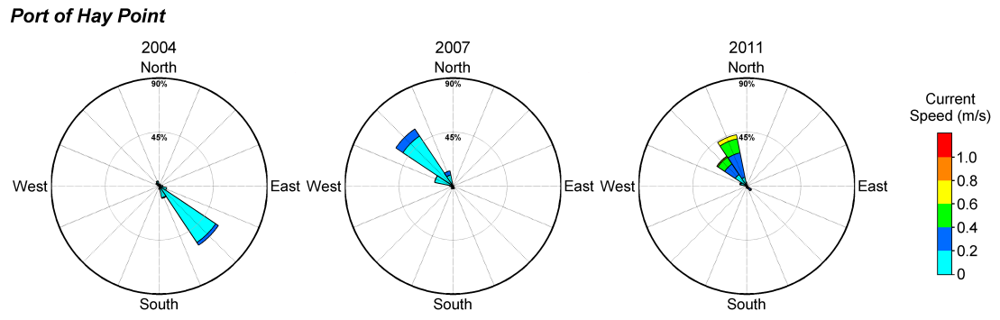 Port of Hay Point
2004
North
90%
45%
West
East
South
2007
North
90%
45%
West
East
South
2011
North
90%
45%
West
East
South
Current
Speed (m/s)
1.0
0.8
0.6
0.4
0.2
0